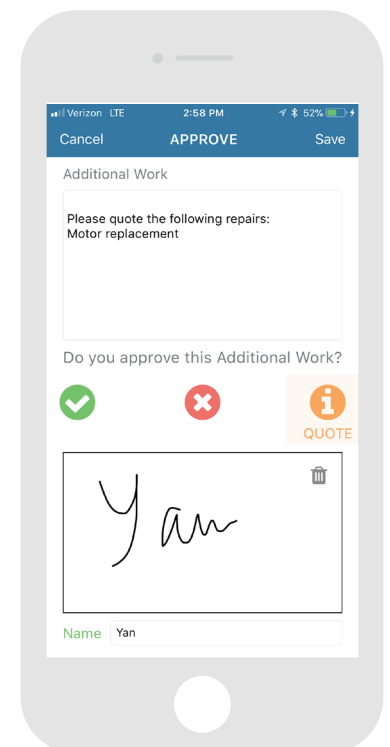 Verizon LTE 2:58 PM 52%
Cancel APPROVE Save
Additional Work
Please quote the following repairs:
Motor replacement
Do you approve this Additional Work?
QUOTE
Yan
Name Yan